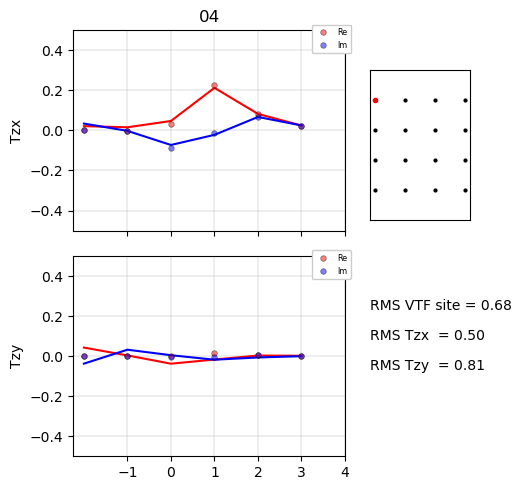 04
Tzx
0.4
0.2
0.0
−0.2
−0.4
Re
Im
Tzy
0.4
0.2
0.0
−0.2
−0.4
Re
Im
−1 0 1 2 3 4
RMS VTF site = 0.68
RMS Tzx = 0.50
RMS Tzy = 0.81